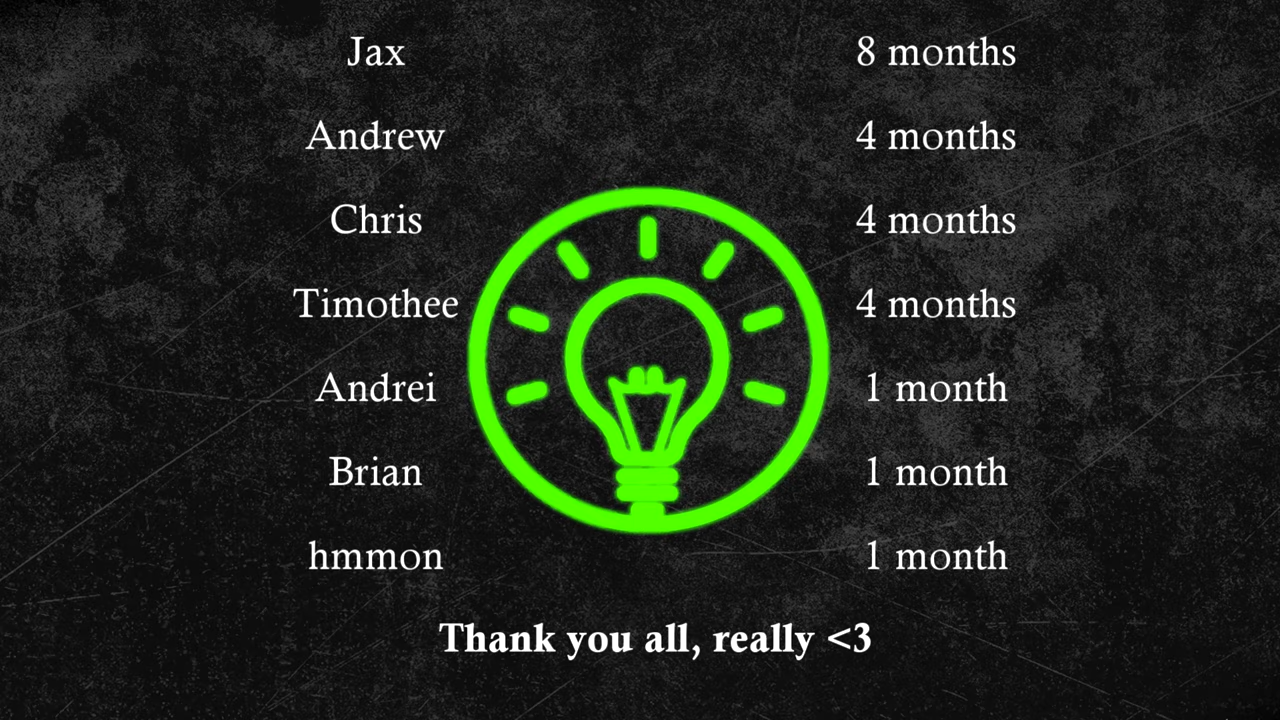 Jax 8 months
Andrew 4 months
Chris 4 months
Timothee 4 months
Andrei 1 month
Brian 1 month
hmmon 1 month
Thank you all, really <3